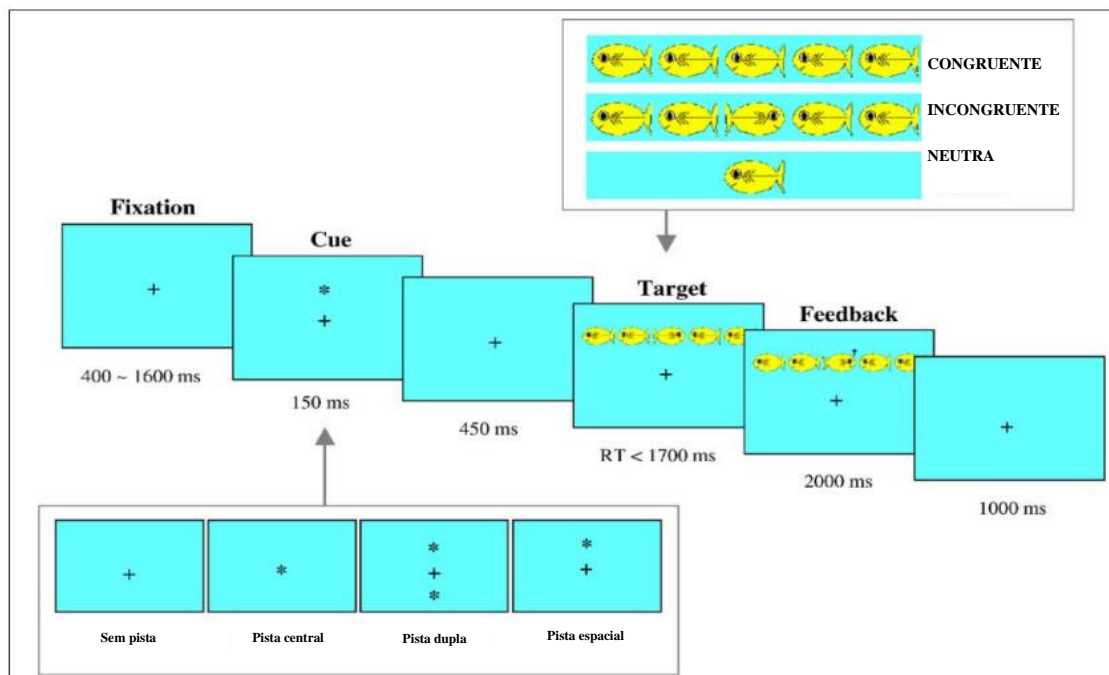 CONGRUENTE
INCONGRUENTE
NEUTRA
Fixation
Cue
Target
Feedback
400 ~ 1600 ms
150 ms
450 ms
RT < 1700 ms
2000 ms
1000 ms
Sem pista
Pista central
Pista dupla
Pista espacial